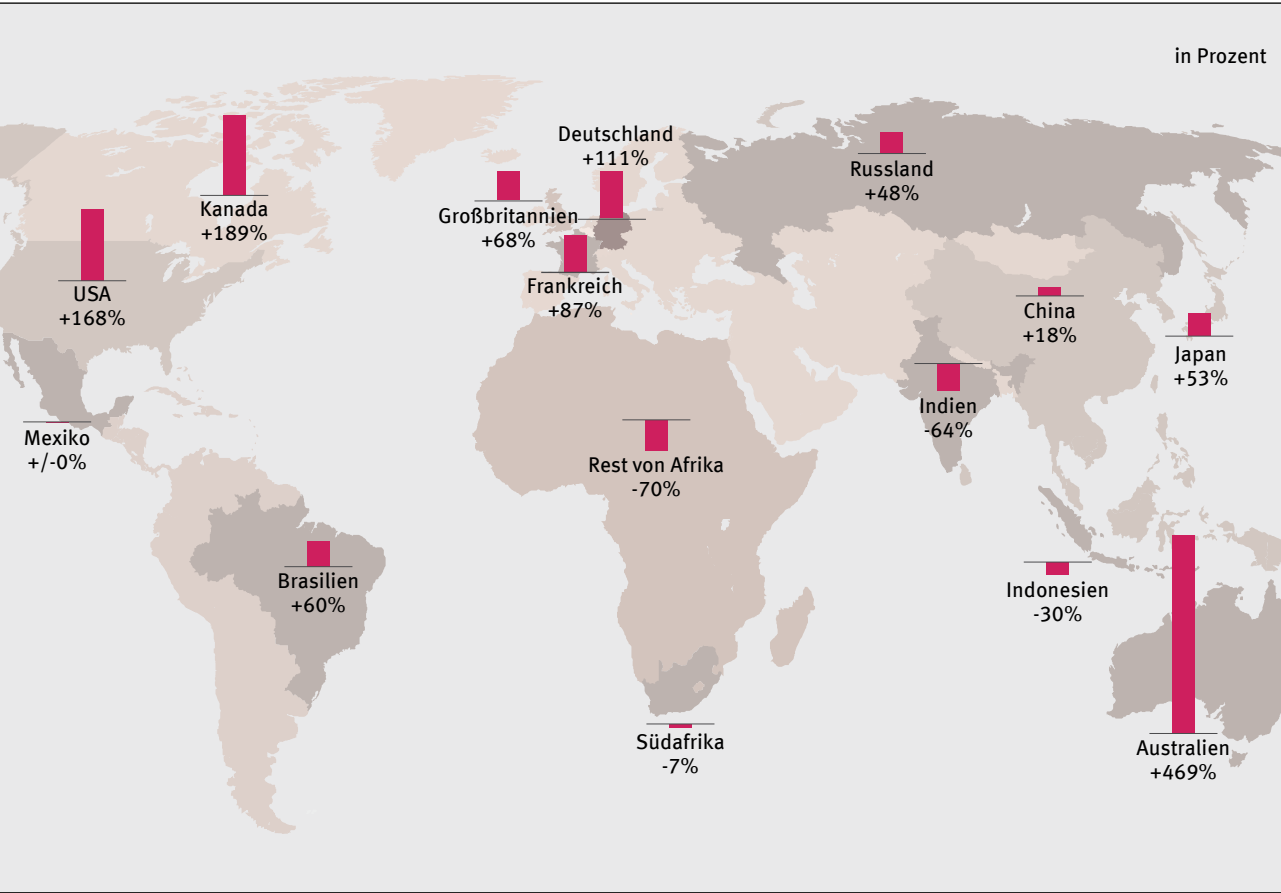 in Prozent
Deutschland
+111%
Russland
+48%
Kanada
+189%
Großbritannien
+68%
Frankreich
+87%
USA
+168%
China
+18%
Japan
+53%
Indien
-64%
Mexiko
+/-0%
Rest von Afrika
-70%
Brasilien
+60%
Indonesien
-30%
Südafrika
-7%
Australien
+469%